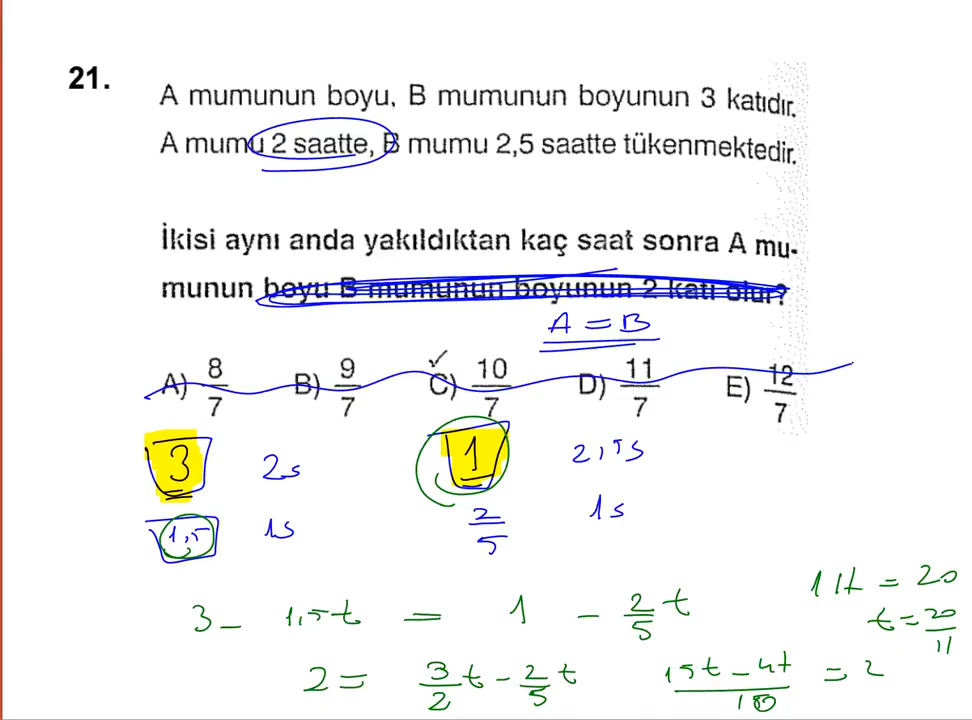 21.
A mumunun boyu, B mumunun boyunun 3 katıdır.
A mumu 2 saatte, B mumu 2,5 saatte tükenmektedir.
İkisi aynı anda yakıldıktan kaç saat sonra A mu-
munun boyu B mumunun boyunun 2 katı olur?
A = B
A) 8/7 B) 9/7 C) 10/7 D) 11/7 E) 12/7
3 2s 1 2,5s
1,5 1s 2/5 1s
3 - 1,5t = 1 - 2/5 t
11t = 20
t = 20/11
2 = 3/2 t - 2/5 t
15t - 4t / 10 = 2